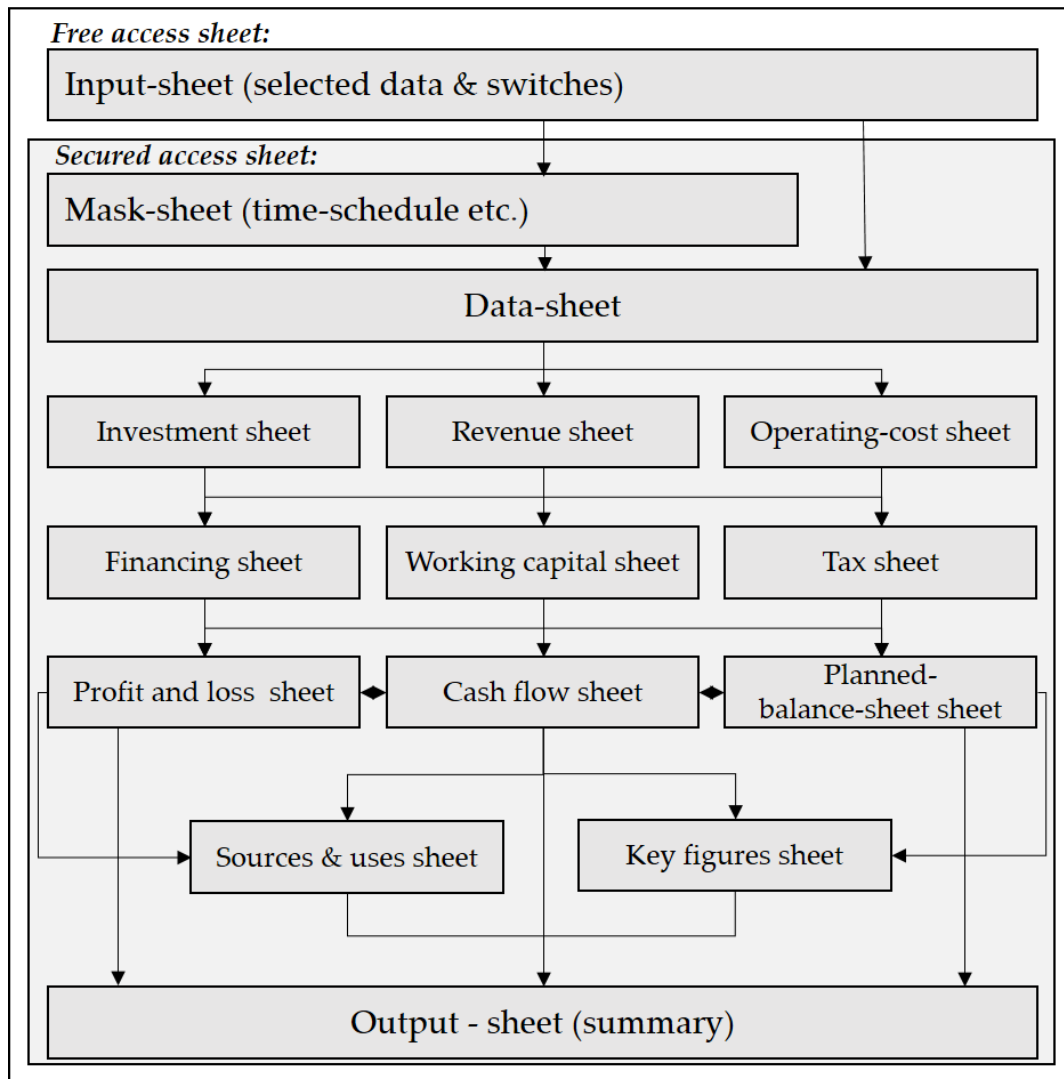 Free access sheet:
Input-sheet (selected data & switches)
Secured access sheet:
Mask-sheet (time-schedule etc.)
Data-sheet
Investment sheet
Revenue sheet
Operating-cost sheet
Financing sheet
Working capital sheet
Tax sheet
Profit and loss  sheet
Cash flow sheet
Planned-
balance-sheet sheet
Sources & uses sheet
Key figures sheet
Output - sheet (summary)